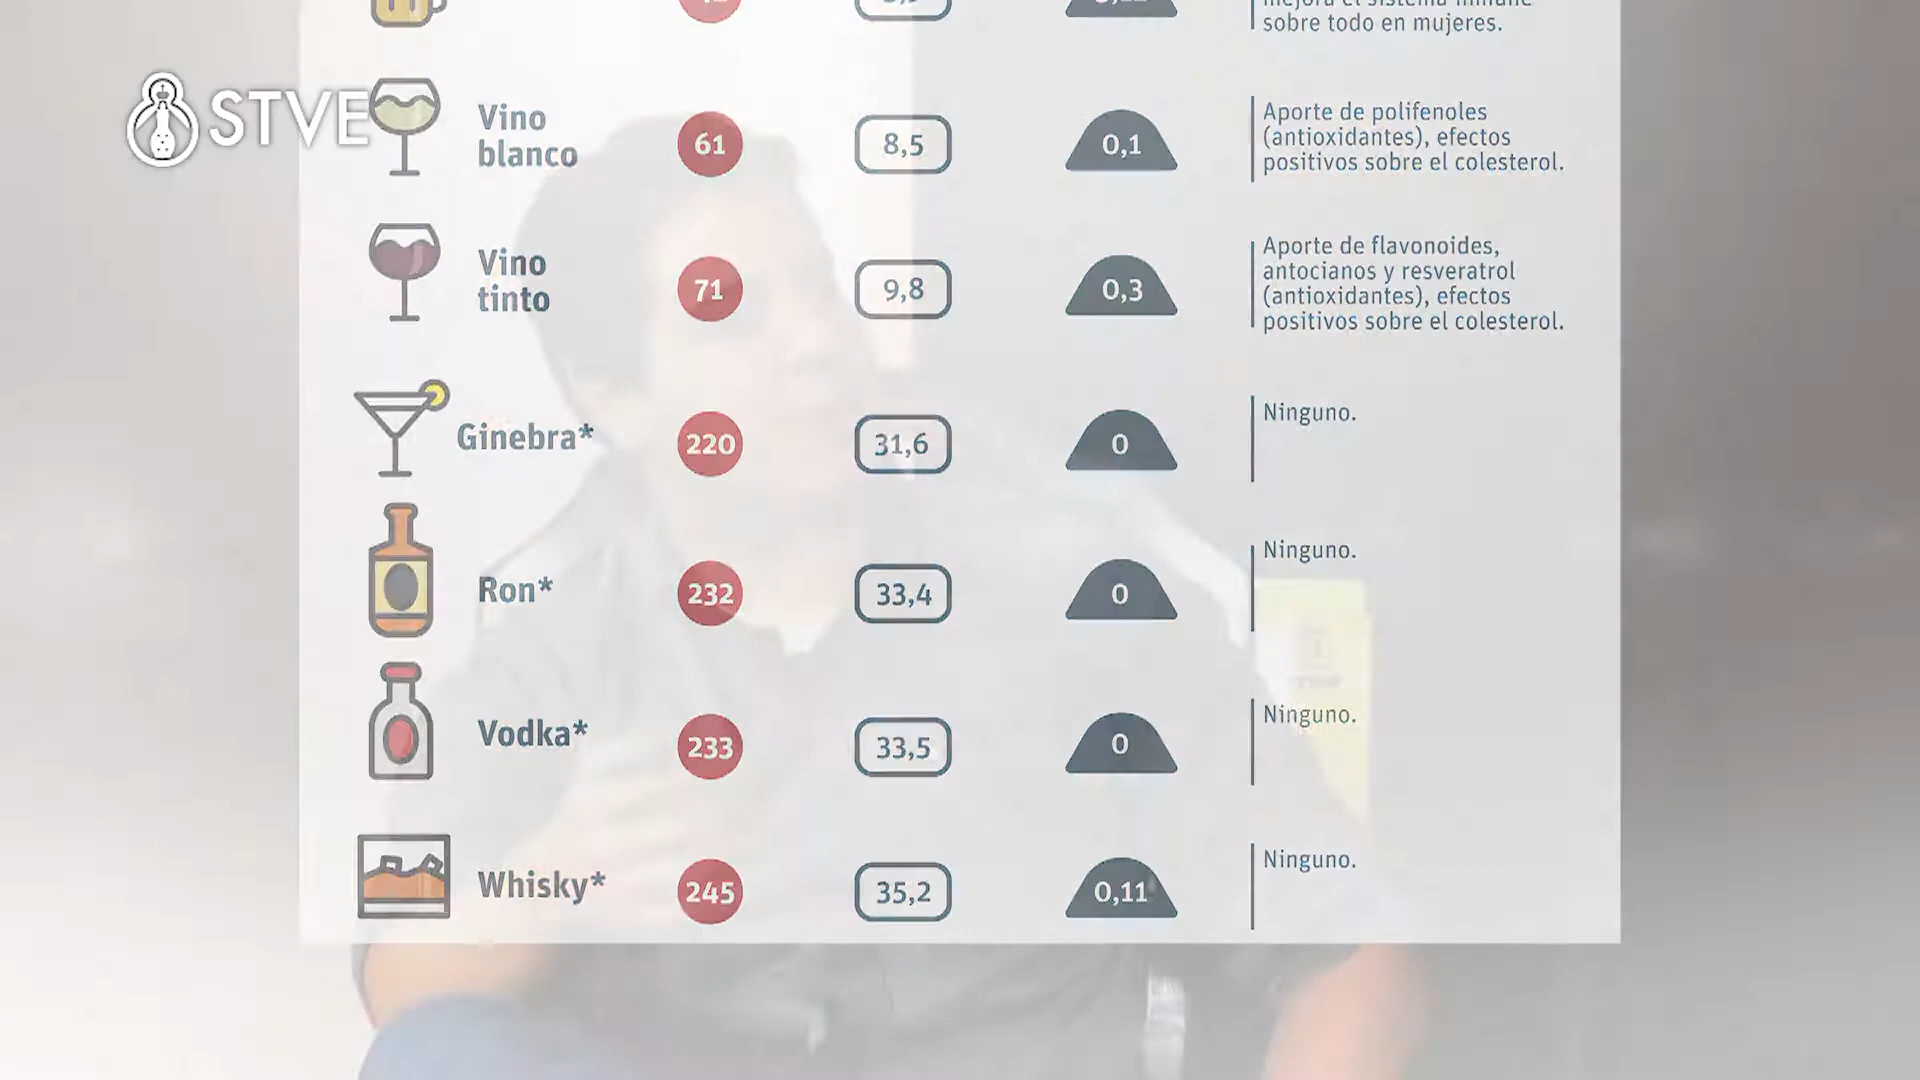 sobre todo en mujeres.
STVE
Vino
blanco
61
8,5
0,1
Aporte de polifenoles
(antioxidantes), efectos
positivos sobre el colesterol.
Vino
tinto
71
9,8
0,3
Aporte de flavonoides,
antocianos y resveratrol
(antioxidantes), efectos
positivos sobre el colesterol.
Ginebra*
220
31,6
0
Ninguno.
Ron*
232
33,4
0
Ninguno.
Vodka*
233
33,5
0
Ninguno.
Whisky*
245
35,2
0,11
Ninguno.